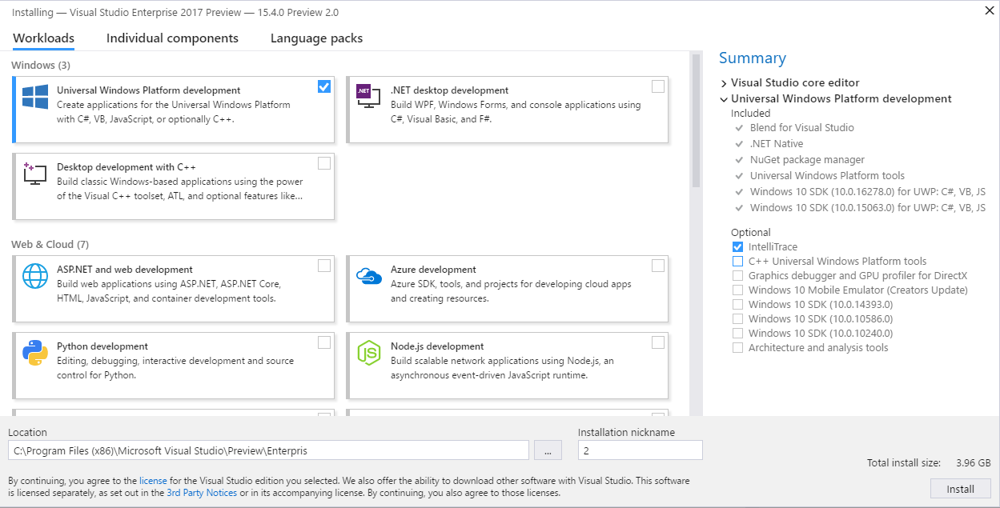 Installing — Visual Studio Enterprise 2017 Preview — 15.4.0 Preview 2.0
Workloads
Individual components
Language packs
Windows (3)
Universal Windows Platform development
Create applications for the Universal Windows Platform
with C#, VB, JavaScript, or optionally C++.
.NET
.NET desktop development
Build WPF, Windows Forms, and console applications using
C#, Visual Basic, and F#.
Desktop development with C++
Build classic Windows-based applications using the power
of the Visual C++ toolset, ATL, and optional features like...
Web & Cloud (7)
ASP.NET and web development
Build web applications using ASP.NET, ASP.NET Core,
HTML, JavaScript, and container development tools.
Azure development
Azure SDK, tools, and projects for developing cloud apps
and creating resources.
Python development
Editing, debugging, interactive development and source
control for Python.
JS
Node.js development
Build scalable network applications using Node.js, an
asynchronous event-driven JavaScript runtime.
Summary
Visual Studio core editor
Universal Windows Platform development
Included
Blend for Visual Studio
.NET Native
NuGet package manager
Universal Windows Platform tools
Windows 10 SDK (10.0.16278.0) for UWP: C#, VB, JS
Windows 10 SDK (10.0.15063.0) for UWP: C#, VB, JS
Optional
IntelliTrace
C++ Universal Windows Platform tools
Graphics debugger and GPU profiler for DirectX
Windows 10 Mobile Emulator (Creators Update)
Windows 10 SDK (10.0.14393.0)
Windows 10 SDK (10.0.10586.0)
Windows 10 SDK (10.0.10240.0)
Architecture and analysis tools
Location
C:\Program Files (x86)\Microsoft Visual Studio\Preview\Enterpris
...
Installation nickname
2
Total install size: 3.96 GB
By continuing, you agree to the license for the Visual Studio edition you selected. We also offer the ability to download other software with Visual Studio. This software
is licensed separately, as set out in the 3rd Party Notices or in its accompanying license. By continuing, you also agree to those licenses.
Install